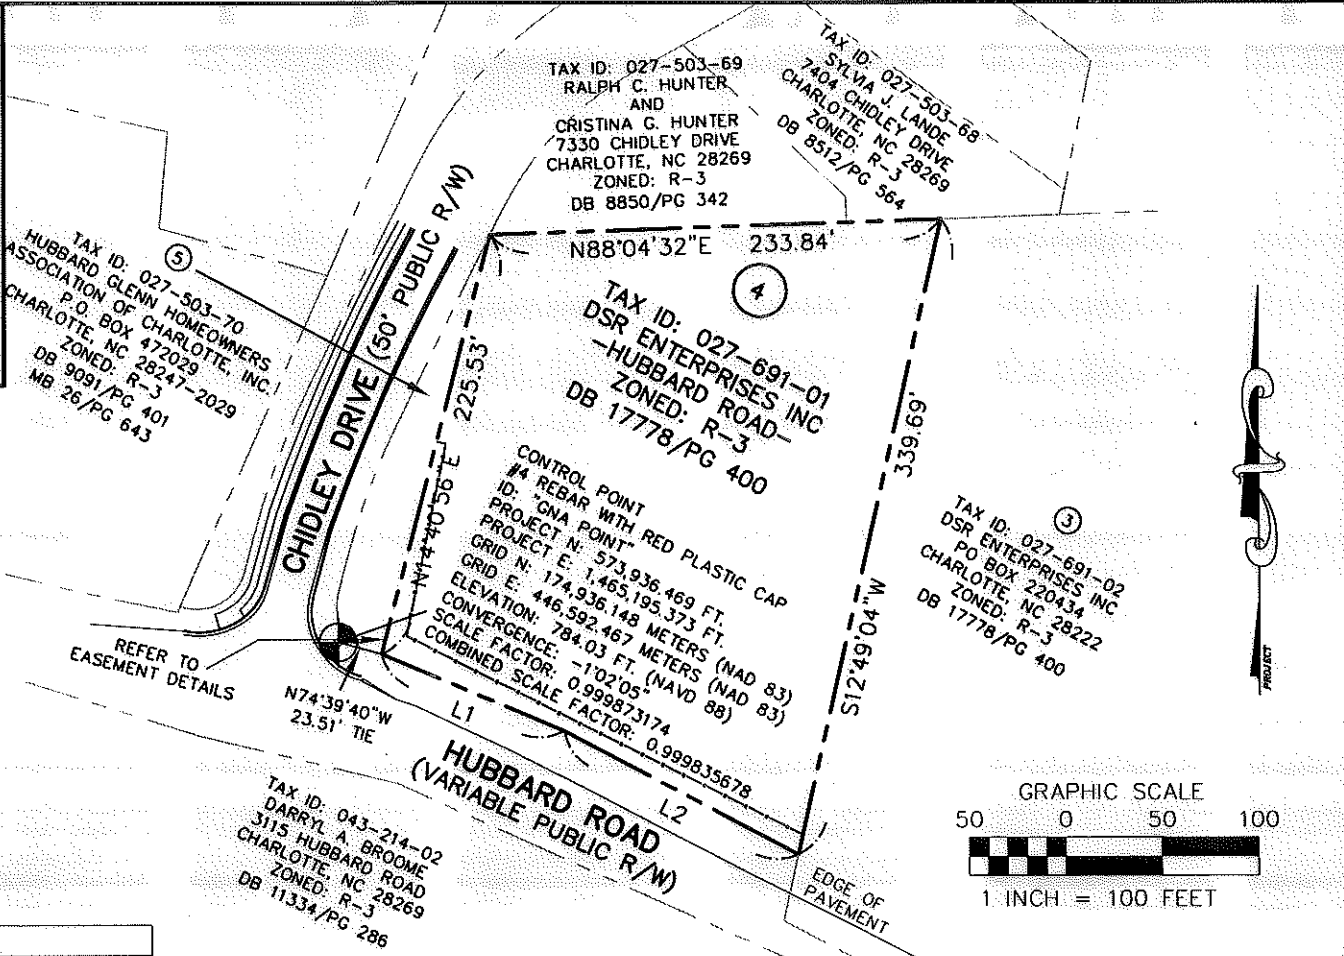 TAX ID: 027-503-69
RALPH C. HUNTER
AND
CRISTINA G. HUNTER
7330 CHIDLEY DRIVE
CHARLOTTE, NC 28269
ZONED: R-3
DB 8850/PG 342
TAX ID: 027-503-68
SYLVIA J. LANDE
7404 CHIDLEY DRIVE
CHARLOTTE, NC 28269
ZONED: R-3
DB 8512/PG 564
5
TAX ID: 027-503-70
HUBBARD GLENN HOMEOWNERS
ASSOCIATION OF CHARLOTTE, INC.
P.O. BOX 472029
CHARLOTTE, NC 28247-2029
ZONED: R-3
DB 9091/PG 401
MB 26/PG 643
CHIDLEY DRIVE (50' PUBLIC R/W)
N88°04'32"E 233.84'
4
TAX ID: 027-691-01
DSR ENTERPRISES INC
-HUBBARD ROAD-
ZONED: R-3
DB 17778/PG 400
N14°40'56"E
225.53'
S12°49'04"W
339.69'
CONTROL POINT
#4 REBAR WITH RED PLASTIC CAP
ID: "GNA POINT"
PROJECT N: 573,936.469 FT.
PROJECT E: 1,465,195.373 FT.
GRID N: 174,936.148 METERS (NAD 83)
GRID E: 446,592.467 METERS (NAD 83)
ELEVATION: 784.03 FT. (NAVD 88)
CONVERGENCE: -1°02'05"
SCALE FACTOR: 0.999873174
COMBINED SCALE FACTOR: 0.999835678
3
TAX ID: 027-691-02
DSR ENTERPRISES INC
PO BOX 220434
CHARLOTTE, NC 28222
ZONED: R-3
DB 17778/PG 400
PROJECT
REFER TO
EASEMENT DETAILS
N74°39'40"W
23.51' TIE
L1
L2
HUBBARD ROAD
(VARIABLE PUBLIC R/W)
TAX ID: 043-214-02
DARRYL A. BROOME
3115 HUBBARD ROAD
CHARLOTTE, NC 28269
ZONED: R-3
DB 11334/PG 286
EDGE OF
PAVEMENT
GRAPHIC SCALE
50 0 50 100
1 INCH = 100 FEET